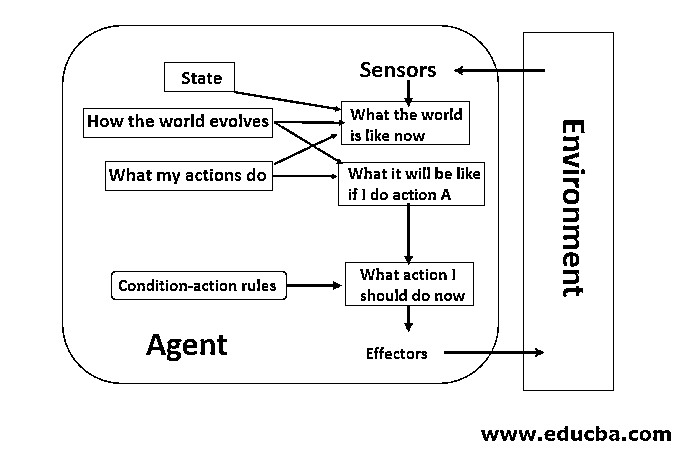 State
Sensors
How the world evolves
What the world
is like now
What my actions do
What it will be like
if I do action A
Condition-action rules
What action I
should do now
Agent
Effectors
Environment
www.educba.com